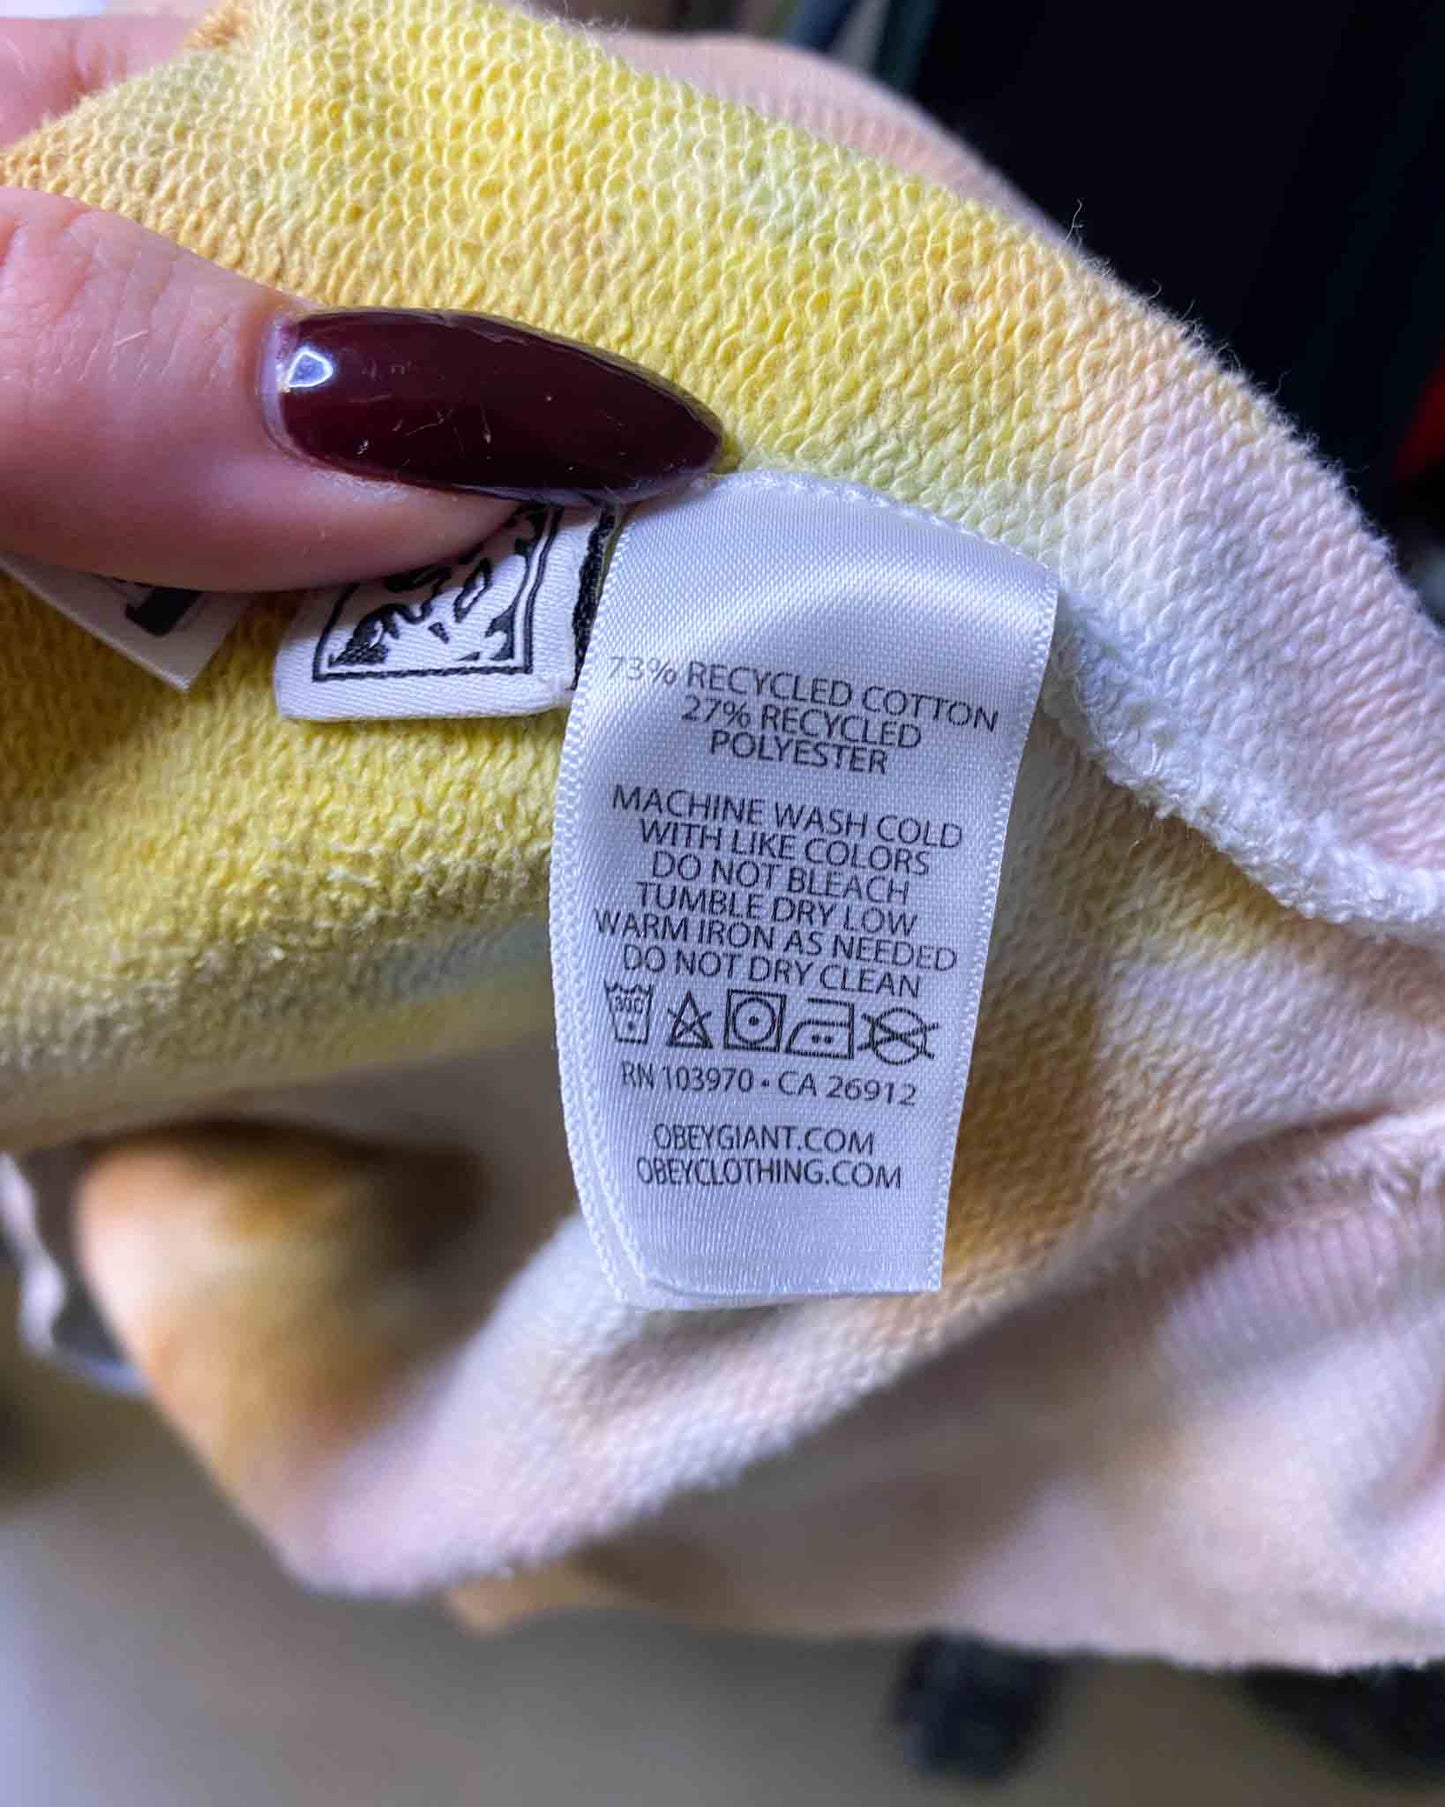 73% RECYCLED COTTON
27% RECYCLED
POLYESTER
MACHINE WASH COLD
WITH LIKE COLORS
DO NOT BLEACH
TUMBLE DRY LOW
WARM IRON AS NEEDED
DO NOT DRY CLEAN
30C
RN 103970 • CA 26912
OBEYGIANT.COM
OBEYCLOTHING.COM